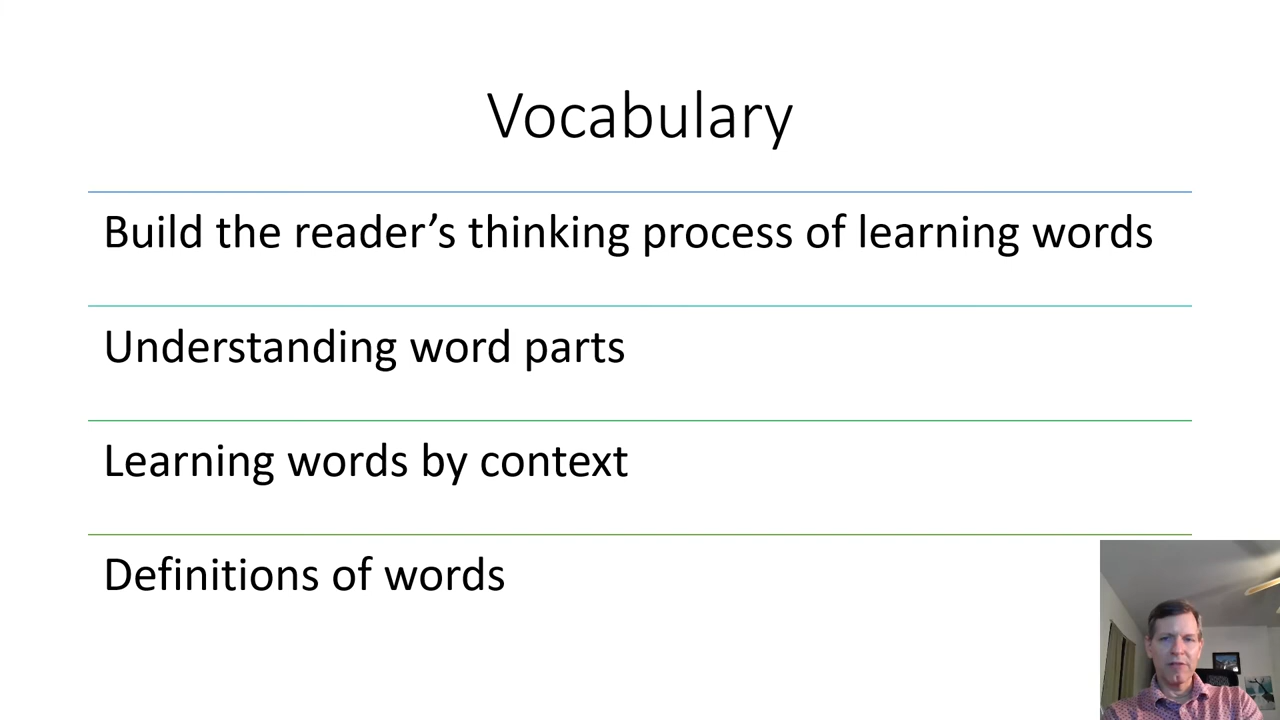 Vocabulary
Build the reader’s thinking process of learning words
Understanding word parts
Learning words by context
Definitions of words